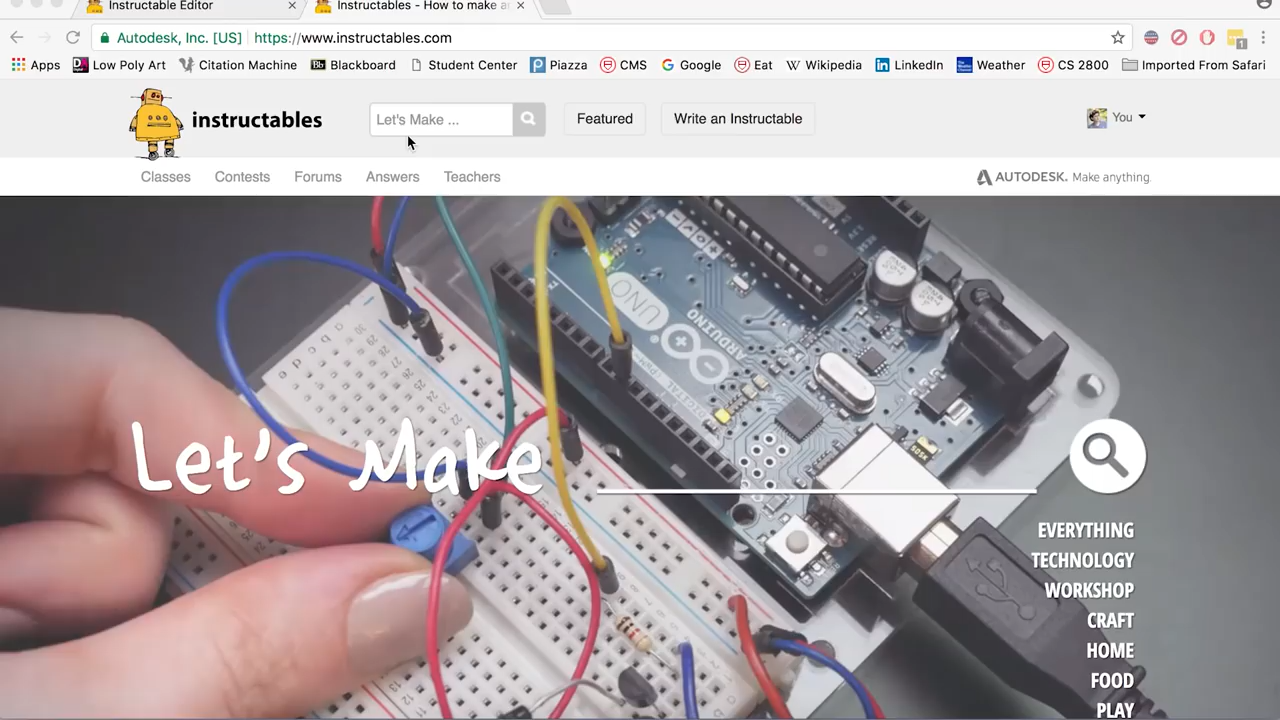 Instructable Editor
Instructables - How to make a
Autodesk, Inc. [US] https://www.instructables.com
Apps Low Poly Art Citation Machine Bb Blackboard Student Center Piazza CMS Google Eat W Wikipedia in LinkedIn Weather CS 2800 Imported From Safari
1
instructables
Let's Make ...
Featured
Write an Instructable
You
Classes Contests Forums Answers Teachers
AUTODESK. Make anything.
UNO
ARDUINO
Let's Make
EVERYTHING
TECHNOLOGY
WORKSHOP
CRAFT
HOME
FOOD
PLAY